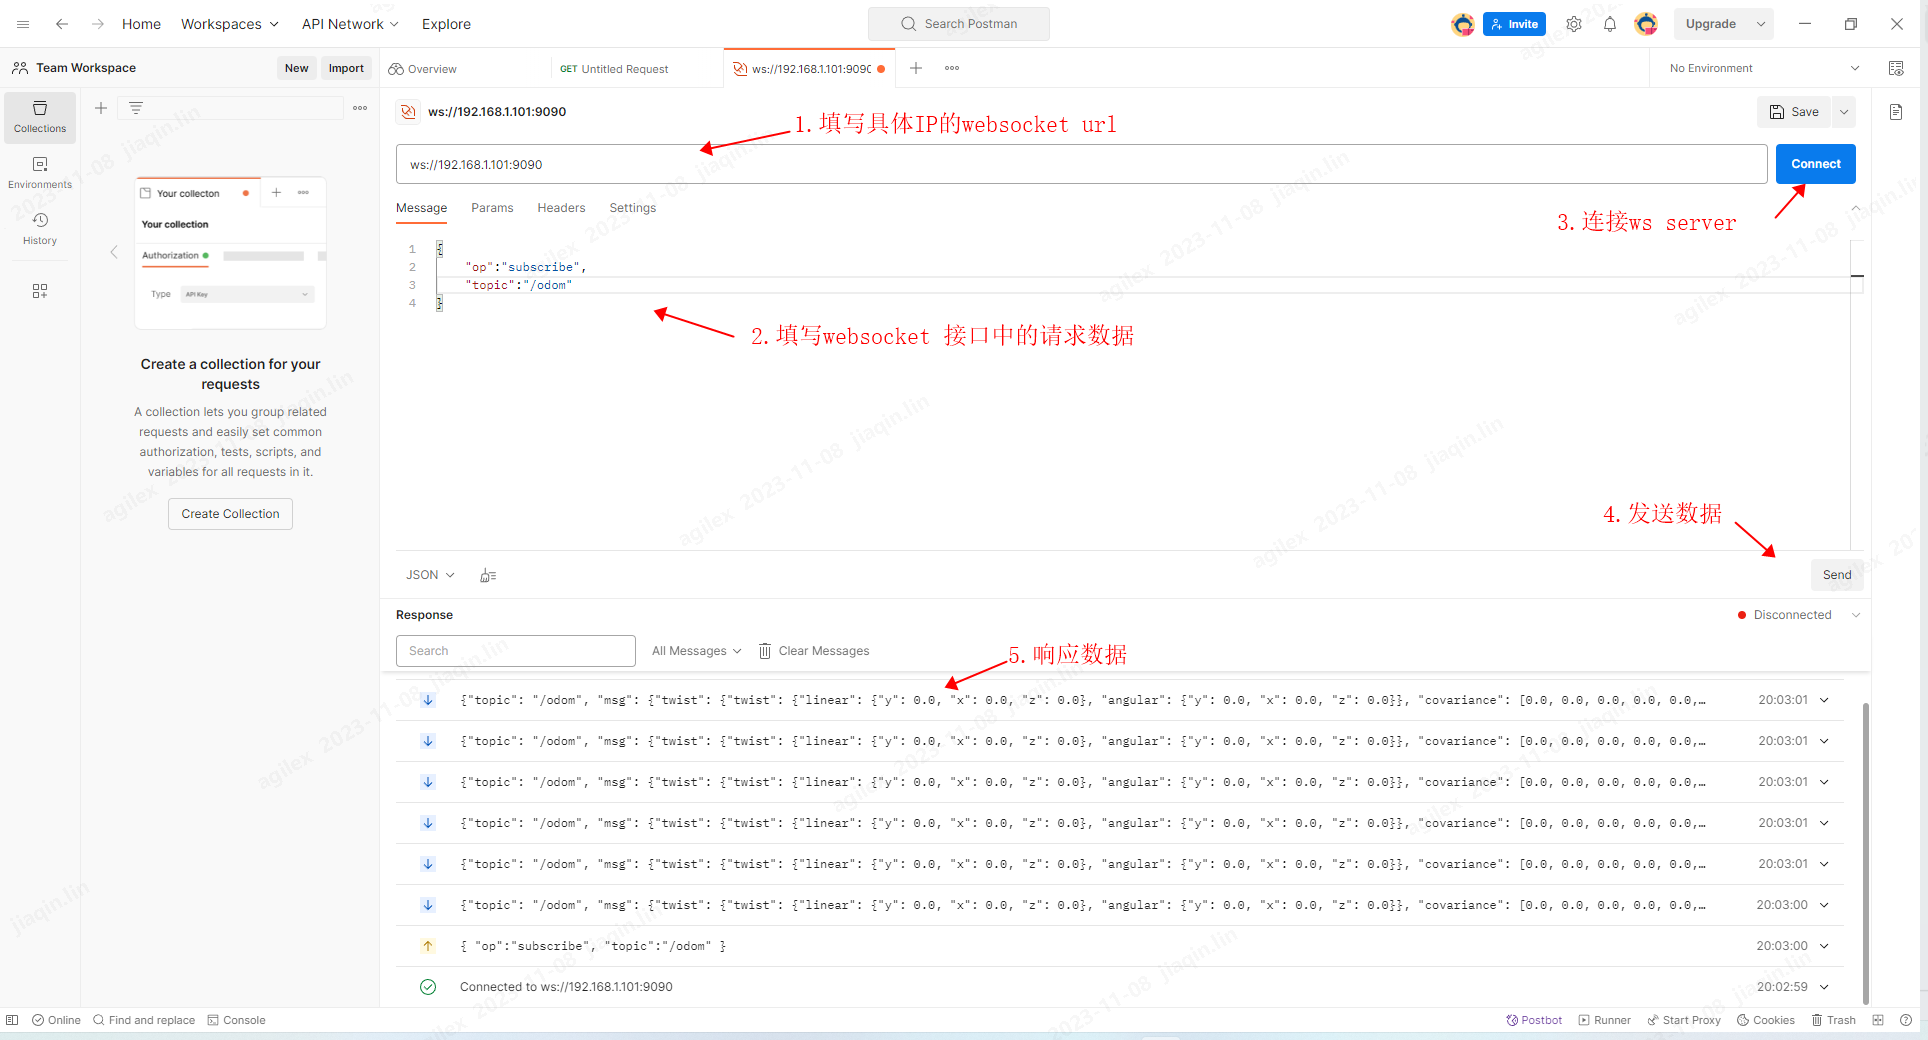 Home
Workspaces
API Network
Explore
Search Postman
Invite
Upgrade
Team Workspace
New
Import
Overview
GET Untitled Request
ws://192.168.1.101:9090
No Environment
Collections
Environments
History
Your collecton
Your collection
Authorization
Type
API Key
Create a collection for your
requests
A collection lets you group related
requests and easily set common
authorization, tests, scripts, and
variables for all requests in it.
Create Collection
ws://192.168.1.101:9090
Save
1.填写具体IP的websocket url
ws://192.168.1.101:9090
Connect
Message
Params
Headers
Settings
3.连接ws server
1 {
2 "op":"subscribe",
3 "topic":"/odom"
4 }
2.填写websocket 接口中的请求数据
4.发送数据
JSON
Send
Response
Disconnected
Search
All Messages
Clear Messages
5.响应数据
{"topic": "/odom", "msg": {"twist": {"twist": {"linear": {"y": 0.0, "x": 0.0, "z": 0.0}, "angular": {"y": 0.0, "x": 0.0, "z": 0.0}}, "covariance": [0.0, 0.0, 0.0, 0.0, 0.0,… 20:03:01
{"topic": "/odom", "msg": {"twist": {"twist": {"linear": {"y": 0.0, "x": 0.0, "z": 0.0}, "angular": {"y": 0.0, "x": 0.0, "z": 0.0}}, "covariance": [0.0, 0.0, 0.0, 0.0, 0.0,… 20:03:01
{"topic": "/odom", "msg": {"twist": {"twist": {"linear": {"y": 0.0, "x": 0.0, "z": 0.0}, "angular": {"y": 0.0, "x": 0.0, "z": 0.0}}, "covariance": [0.0, 0.0, 0.0, 0.0, 0.0,… 20:03:01
{"topic": "/odom", "msg": {"twist": {"twist": {"linear": {"y": 0.0, "x": 0.0, "z": 0.0}, "angular": {"y": 0.0, "x": 0.0, "z": 0.0}}, "covariance": [0.0, 0.0, 0.0, 0.0, 0.0,… 20:03:01
{"topic": "/odom", "msg": {"twist": {"twist": {"linear": {"y": 0.0, "x": 0.0, "z": 0.0}, "angular": {"y": 0.0, "x": 0.0, "z": 0.0}}, "covariance": [0.0, 0.0, 0.0, 0.0, 0.0,… 20:03:01
{"topic": "/odom", "msg": {"twist": {"twist": {"linear": {"y": 0.0, "x": 0.0, "z": 0.0}, "angular": {"y": 0.0, "x": 0.0, "z": 0.0}}, "covariance": [0.0, 0.0, 0.0, 0.0, 0.0,… 20:03:00
{ "op":"subscribe", "topic":"/odom" } 20:03:00
Connected to ws://192.168.1.101:9090 20:02:59
Online
Find and replace
Console
Postbot
Runner
Start Proxy
Cookies
Trash
agilex 2023-11-08 jiaqin.lin